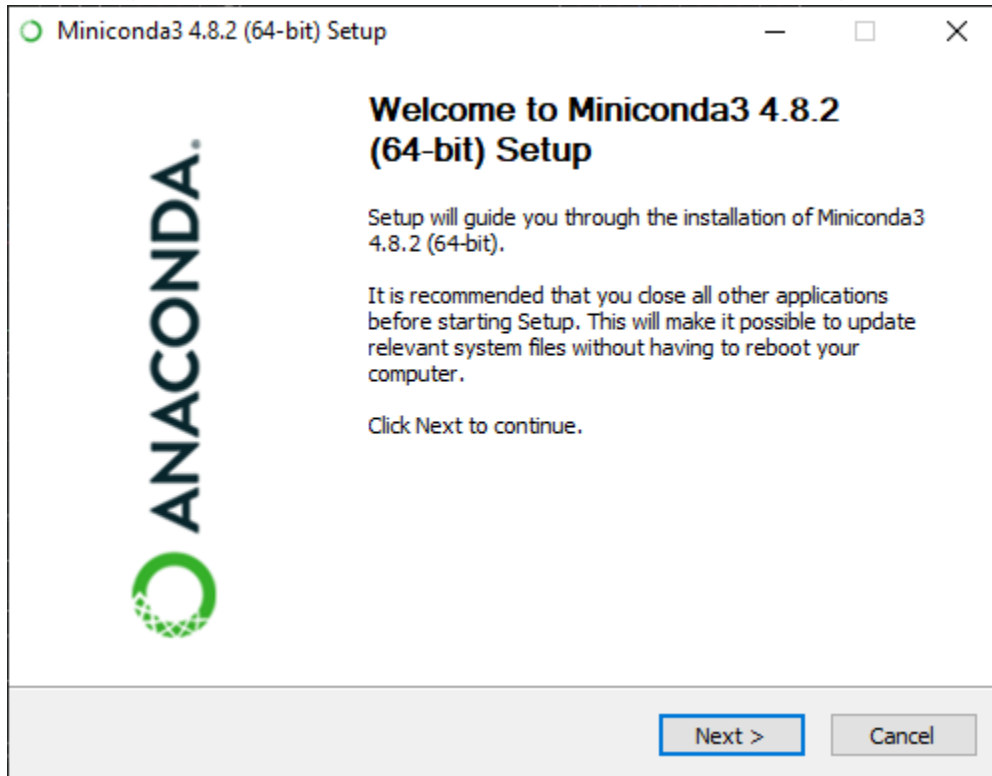 Miniconda3 4.8.2 (64-bit) Setup
Welcome to Miniconda3 4.8.2
(64-bit) Setup
Setup will guide you through the installation of Miniconda3
4.8.2 (64-bit).
It is recommended that you close all other applications
before starting Setup. This will make it possible to update
relevant system files without having to reboot your
computer.
Click Next to continue.
ANACONDA.
Next >
Cancel